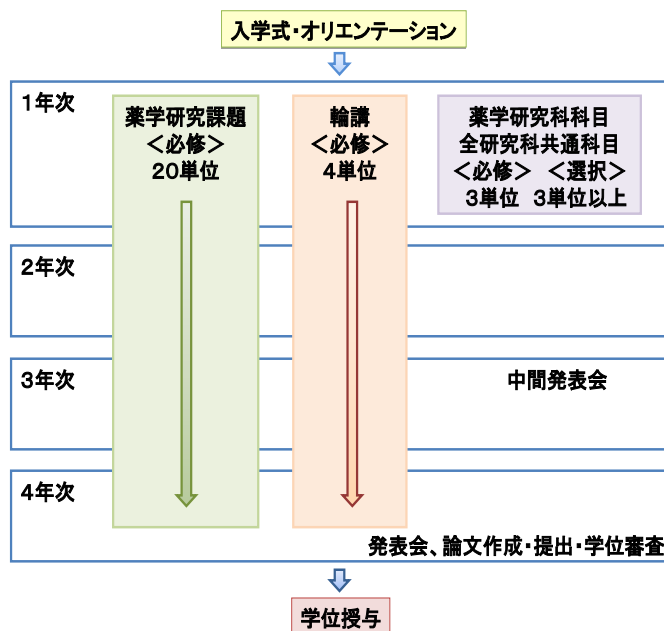 入学式・オリエンテーション
1年次
薬学研究課題
＜必修＞
20単位
輪講
＜必修＞
4単位
薬学研究科科目
全研究科共通科目
＜必修＞ ＜選択＞
3単位 3単位以上
2年次
3年次
中間発表会
4年次
発表会、論文作成・提出・学位審査
学位授与